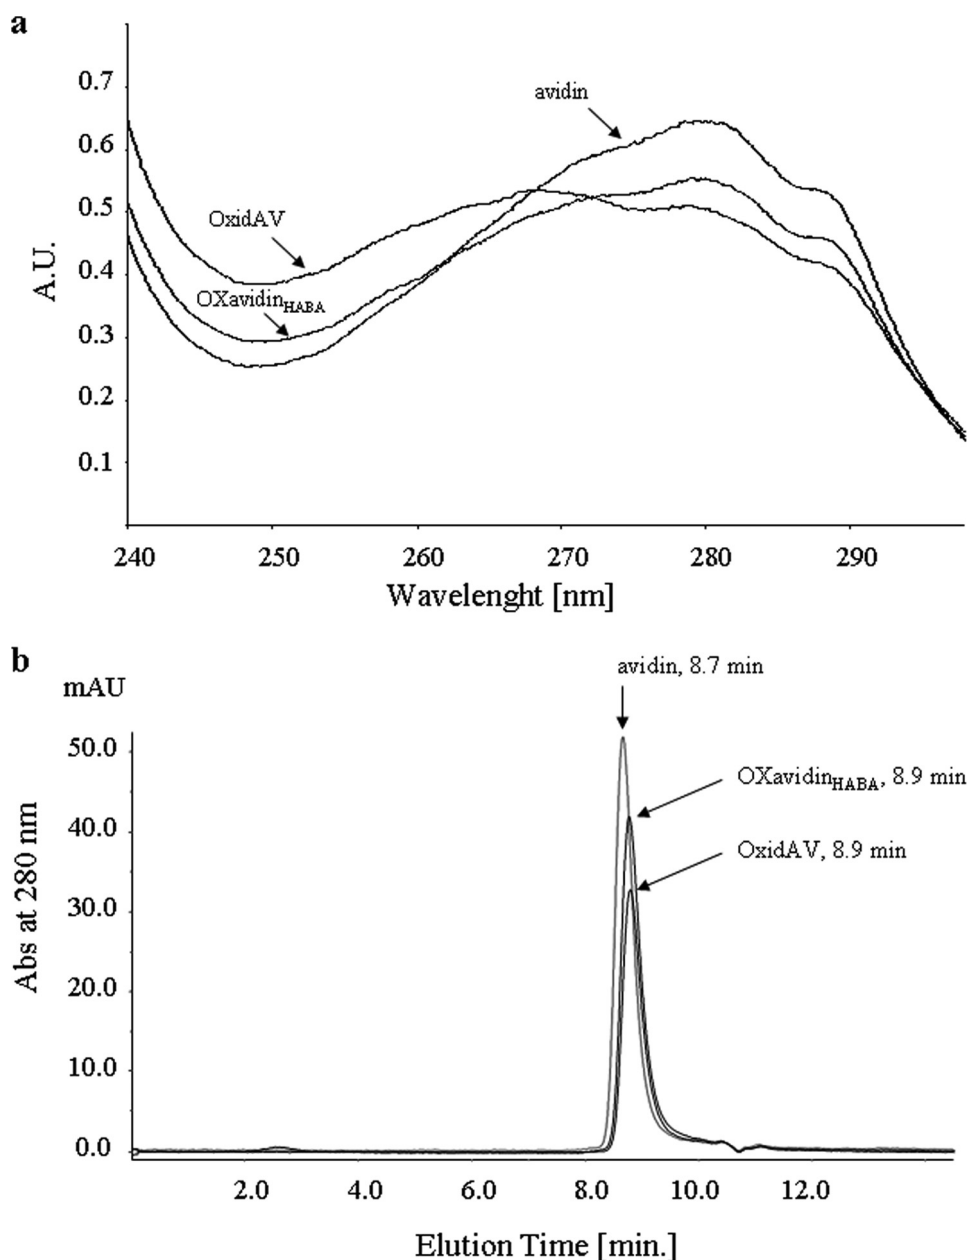 a
0.7
0.6
0.5
0.4
0.3
0.2
0.1
A.U.
avidin
OxidAV
OXavidinHABA
240 250 260 270 280 290
Wavelenght [nm]
b
mAU
avidin, 8.7 min
OXavidinHABA, 8.9 min
OxidAV, 8.9 min
50.0
40.0
30.0
20.0
10.0
0.0
Abs at 280 nm
2.0 4.0 6.0 8.0 10.0 12.0
Elution Time [min.]